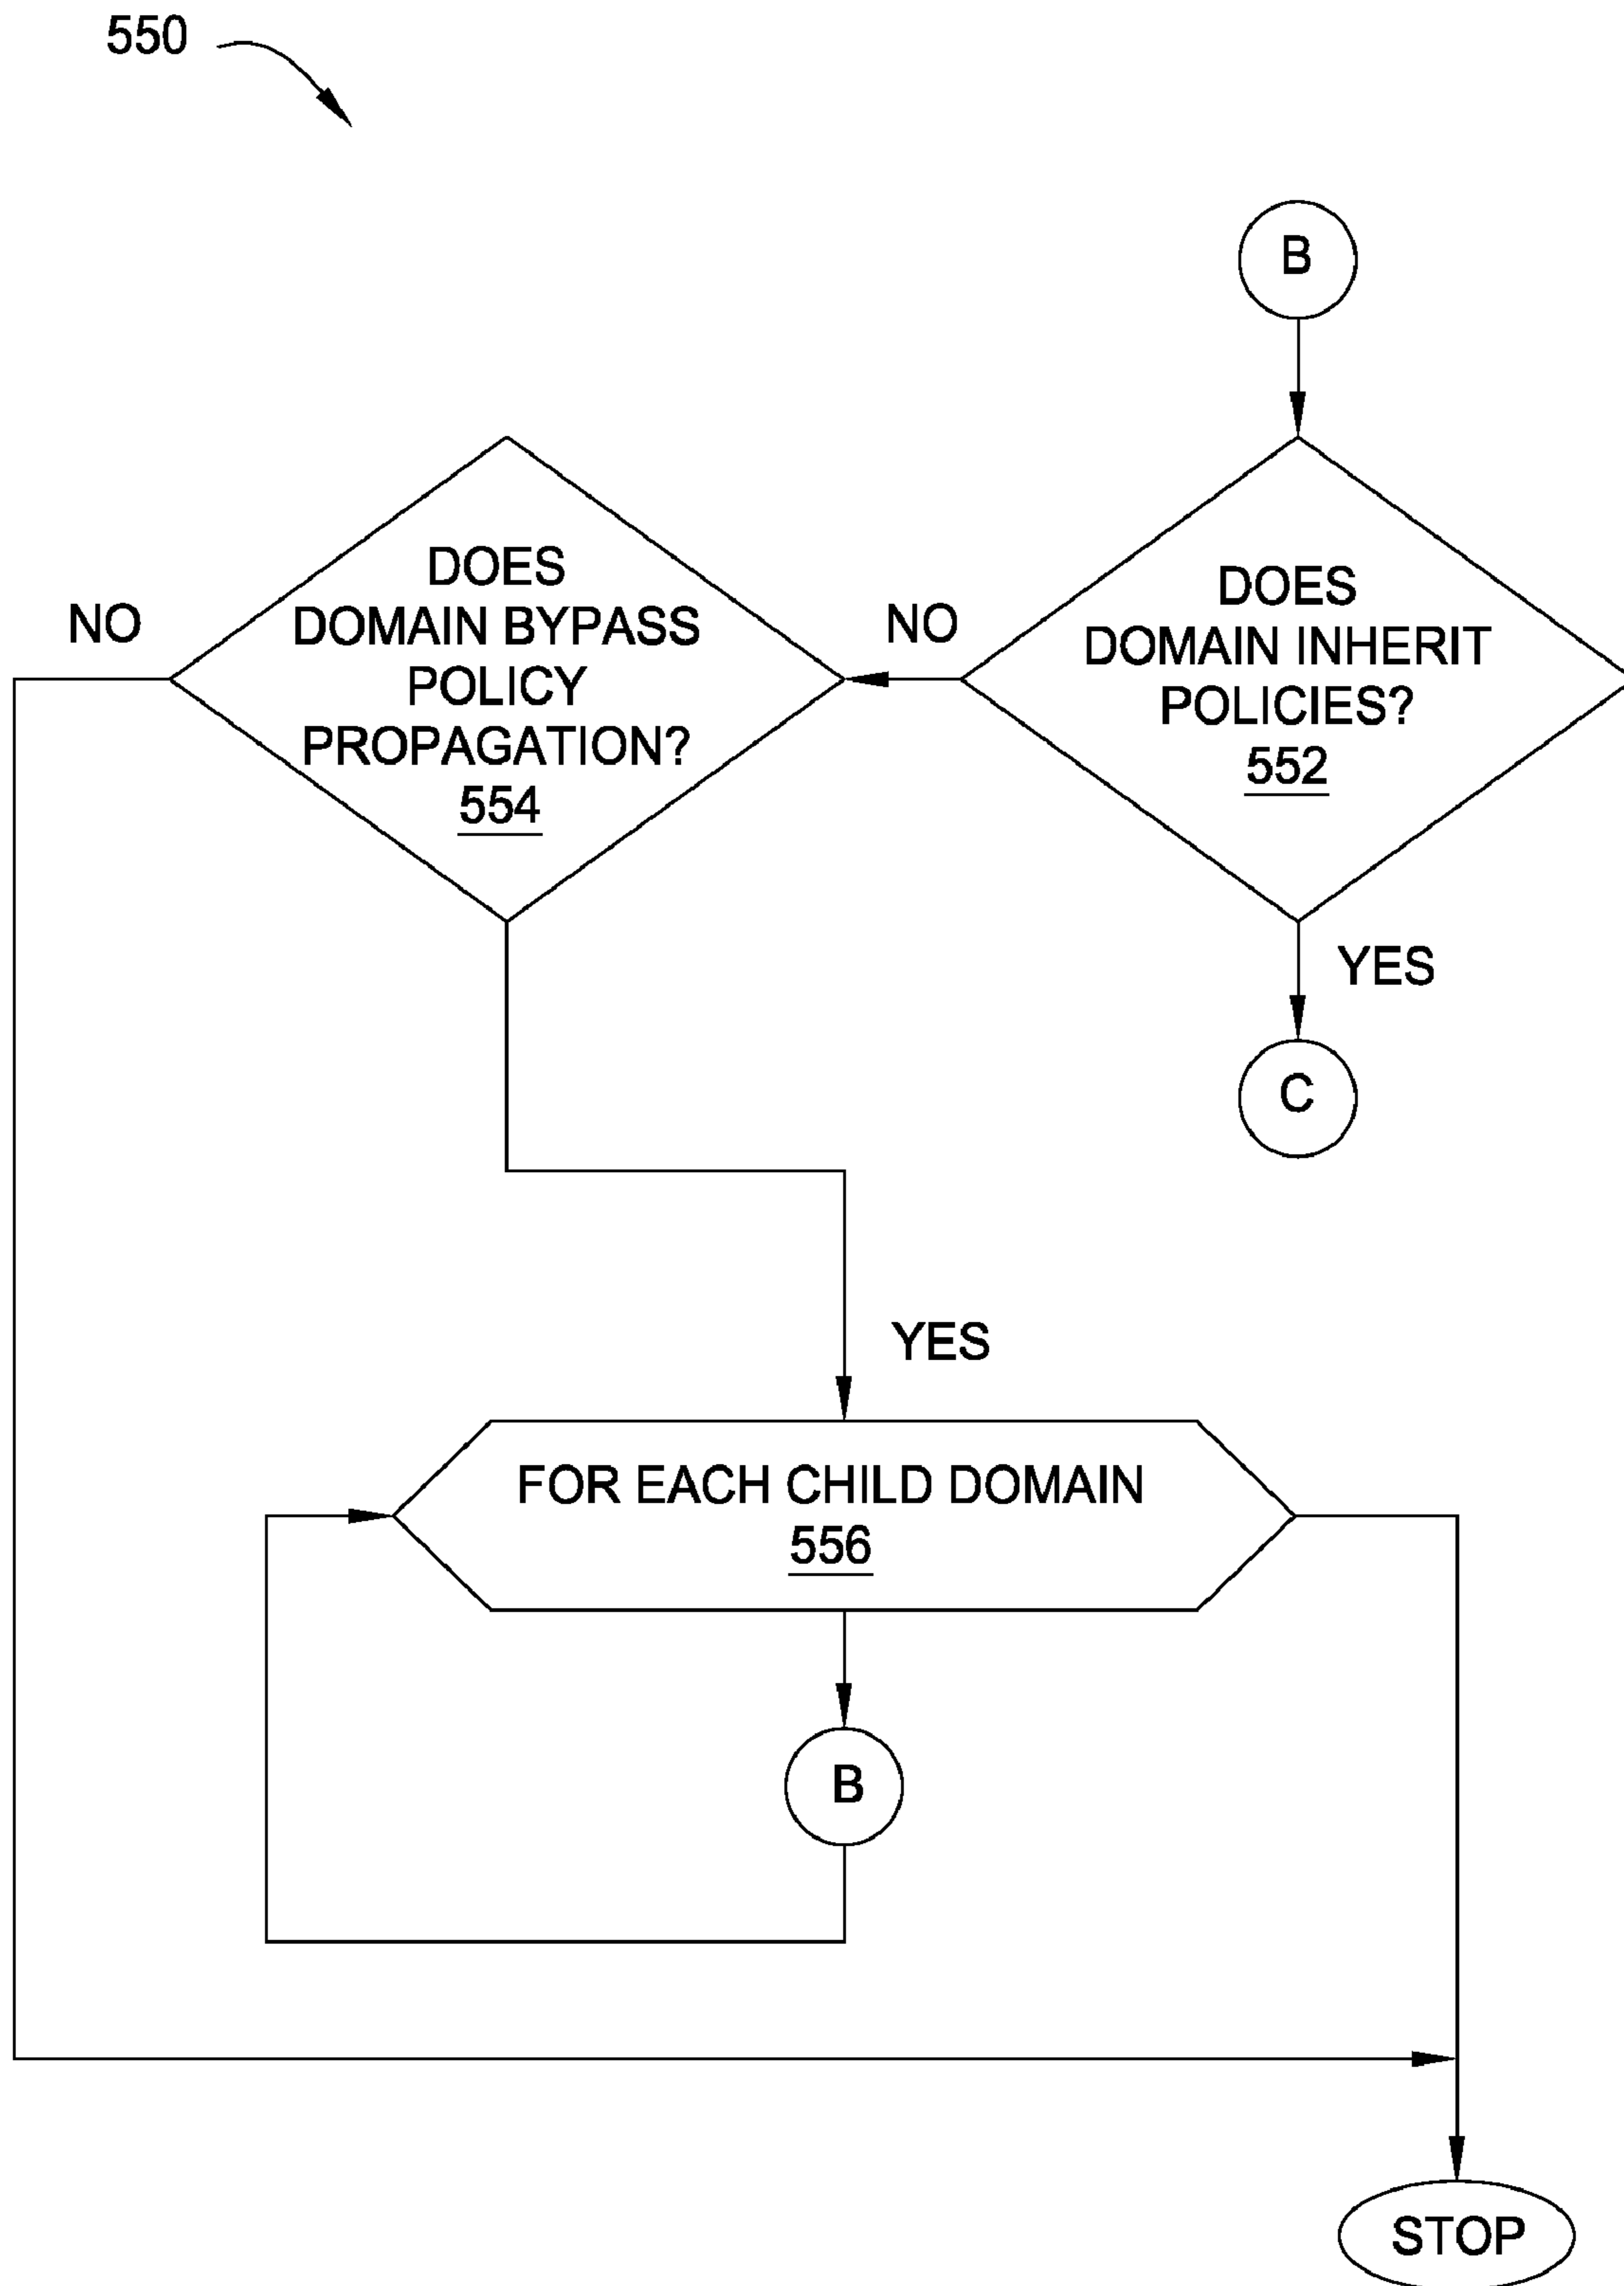 550
B
DOES
DOMAIN INHERIT
POLICIES?
552
NO
YES
C
DOES
DOMAIN BYPASS
POLICY
PROPAGATION?
554
NO
YES
FOR EACH CHILD DOMAIN
556
B
STOP